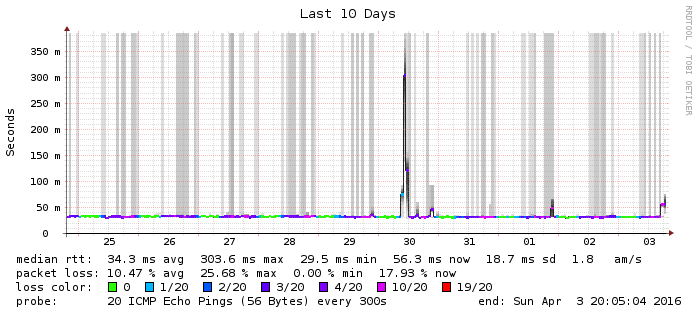 Last 10 Days
RRDTOOL / TOBI OETIKER
Seconds
350 m
300 m
250 m
200 m
150 m
100 m
50 m
0
25 26 27 28 29 30 31 01 02 03
median rtt: 34.3 ms avg 303.6 ms max 29.5 ms min 56.3 ms now 18.7 ms sd 1.8 am/s
packet loss: 10.47 % avg 25.68 % max 0.00 % min 17.93 % now
loss color: 0 1/20 2/20 3/20 4/20 10/20 19/20
probe: 20 ICMP Echo Pings (56 Bytes) every 300s end: Sun Apr 3 20:05:04 2016